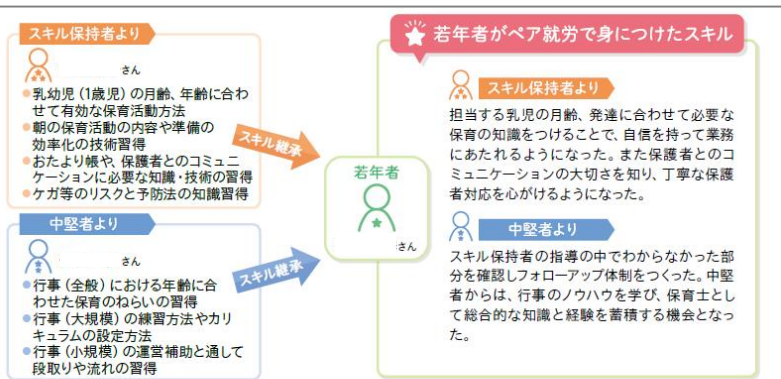 スキル保持者より
さん
●乳幼児（1歳児）の月齢、年齢に合わ
せて有効な保育活動方法
●朝の保育活動の内容や準備の
効率化の技術習得
●おたより帳や、保護者とのコミュニ
ケーションに必要な知識・技術の習得
●ケガ等のリスクと予防法の知識習得
スキル継承
中堅者より
さん
●行事（全般）における年齢に合
わせた保育のねらいの習得
●行事（大規模）の練習方法やカリ
キュラムの設定方法
●行事（小規模）の運営補助と通して
段取りや流れの習得
スキル継承
若年者
さん
若年者がペア就労で身につけたスキル
スキル保持者より
担当する乳児の月齢、発達に合わせて必要な
保育の知識をつけることで、自信を持って業務
にあたれるようになった。また保護者とのコ
ミュニケーションの大切さを知り、丁寧な保護
者対応を心がけるようになった。
中堅者より
スキル保持者の指導の中でわからなかった部
分を確認しフォローアップ体制をつくった。中堅
者からは、行事のノウハウを学び、保育士とし
て総合的な知識と経験を蓄積する機会となっ
た。